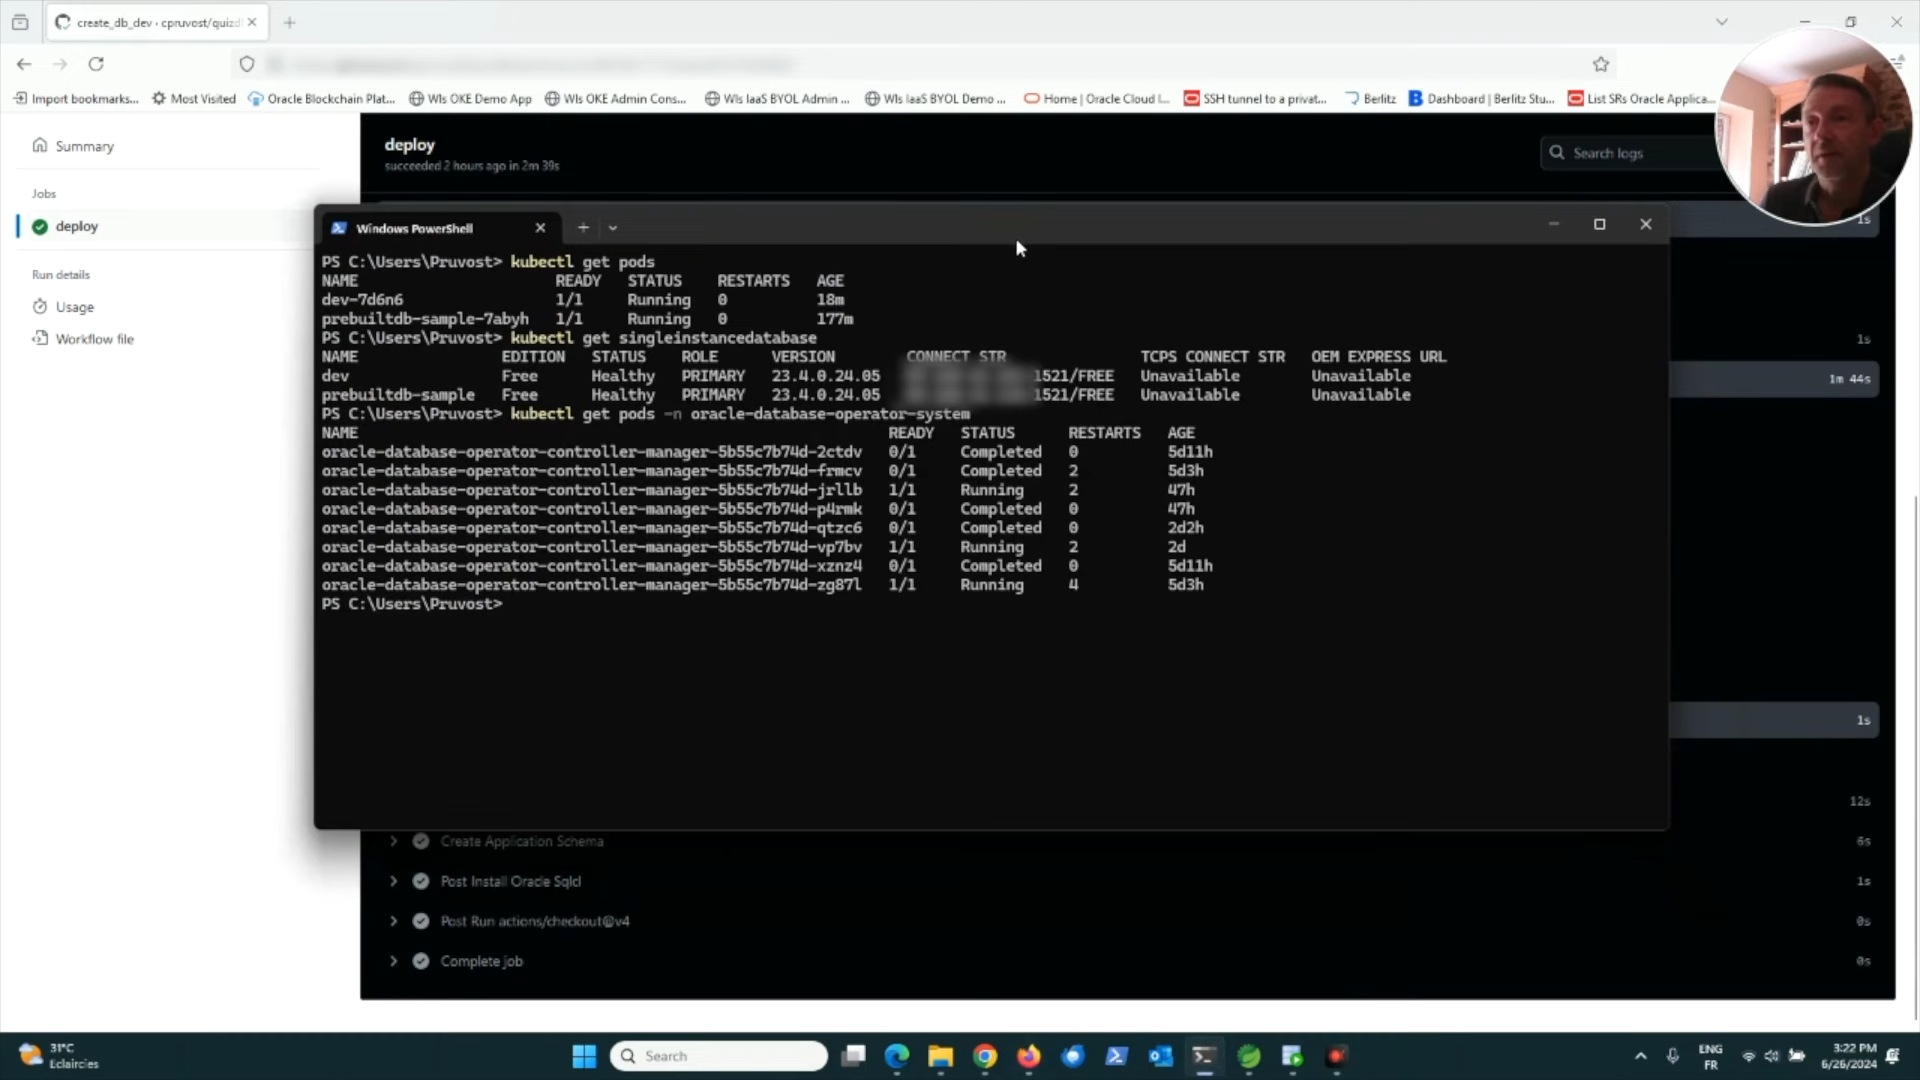 create_db_dev · cpruvost/quizd
Import bookmarks... Most Visited Oracle Blockchain Plat... Wls OKE Demo App Wls OKE Admin Cons... Wls IaaS BYOL Admin ... Wls IaaS BYOL Demo ... Home | Oracle Cloud I... SSH tunnel to a privat... Berlitz Dashboard | Berlitz Stu... List SRs Oracle Applica...
Summary
Jobs
deploy
Run details
Usage
Workflow file
deploy
succeeded 2 hours ago in 2m 39s
Search logs
1s
1s
1m 44s
1s
12s
Windows PowerShell
PS C:\Users\Pruvost> kubectl get pods
NAME READY STATUS RESTARTS AGE
dev-7d6n6 1/1 Running 0 18m
prebuiltdb-sample-7abyh 1/1 Running 0 177m
PS C:\Users\Pruvost> kubectl get singleinstancedatabase
NAME EDITION STATUS ROLE VERSION CONNECT STR TCPS CONNECT STR OEM EXPRESS URL
dev Free Healthy PRIMARY 23.4.0.24.05 1521/FREE Unavailable Unavailable
prebuiltdb-sample Free Healthy PRIMARY 23.4.0.24.05 1521/FREE Unavailable Unavailable
PS C:\Users\Pruvost> kubectl get pods -n oracle-database-operator-system
NAME READY STATUS RESTARTS AGE
oracle-database-operator-controller-manager-5b55c7b74d-2ctdv 0/1 Completed 0 5d11h
oracle-database-operator-controller-manager-5b55c7b74d-frmcv 0/1 Completed 2 5d3h
oracle-database-operator-controller-manager-5b55c7b74d-jrllb 1/1 Running 2 47h
oracle-database-operator-controller-manager-5b55c7b74d-p4rmk 0/1 Completed 0 47h
oracle-database-operator-controller-manager-5b55c7b74d-qtzc6 0/1 Completed 0 2d2h
oracle-database-operator-controller-manager-5b55c7b74d-vp7bv 1/1 Running 2 2d
oracle-database-operator-controller-manager-5b55c7b74d-xznz4 0/1 Completed 0 5d11h
oracle-database-operator-controller-manager-5b55c7b74d-zg87l 1/1 Running 4 5d3h
PS C:\Users\Pruvost>
Create Application Schema 6s
Post Install Oracle Sqlcl 1s
Post Run actions/checkout@v4 0s
Complete job 0s
31°C
Eclaircies
Search
ENG
FR
3:22 PM
6/26/2024